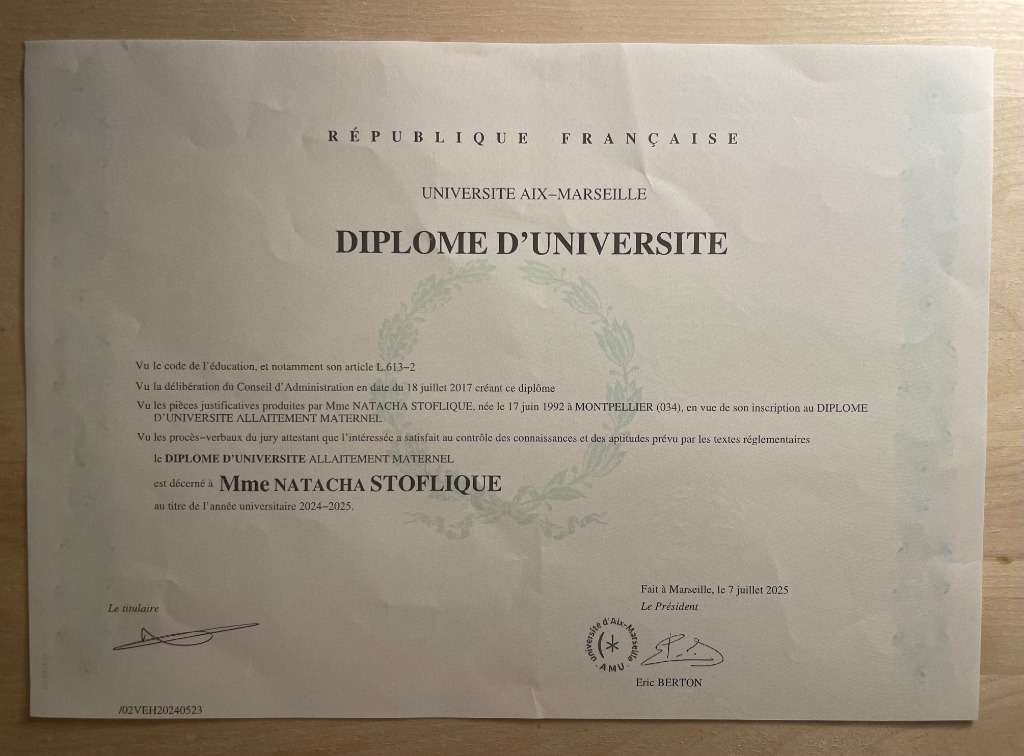 RÉPUBLIQUE FRANÇAISE
UNIVERSITE AIX–MARSEILLE
DIPLOME D'UNIVERSITE
Vu le code de l'éducation, et notamment son article L.613–2
Vu la délibération du Conseil d'Administration en date du 18 juillet 2017 créant ce diplôme
Vu les pièces justificatives produites par Mme NATACHA STOFLIQUE, née le 17 juin 1992 à MONTPELLIER (034), en vue de son inscription au DIPLOME
D'UNIVERSITE ALLAITEMENT MATERNEL
Vu les procès–verbaux du jury attestant que l'intéressée a satisfait au contrôle des connaissances et des aptitudes prévu par les textes réglementaires
le DIPLOME D'UNIVERSITE ALLAITEMENT MATERNEL
est décerné à Mme NATACHA STOFLIQUE
au titre de l'année universitaire 2024–2025.
Fait à Marseille, le 7 juillet 2025
Le Président
Le titulaire
université d'Aix-Marseille
AMU
Eric BERTON
/02VEH20240523